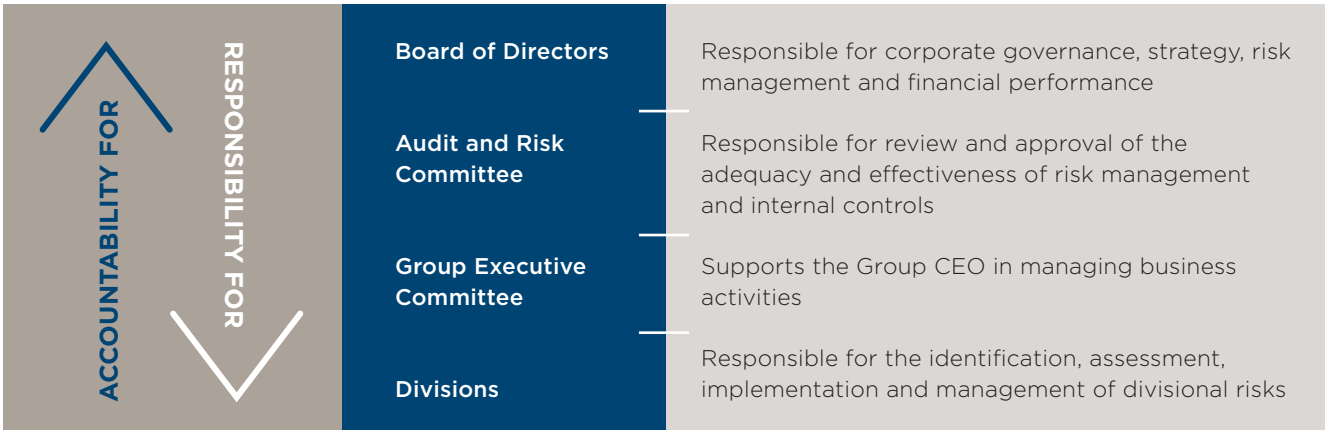 ACCOUNTABILITY FOR
RESPONSIBILITY FOR
Board of Directors
Responsible for corporate governance, strategy, risk
management and financial performance
Audit and Risk
Committee
Responsible for review and approval of the
adequacy and effectiveness of risk management
and internal controls
Group Executive
Committee
Supports the Group CEO in managing business
activities
Divisions
Responsible for the identification, assessment,
implementation and management of divisional risks